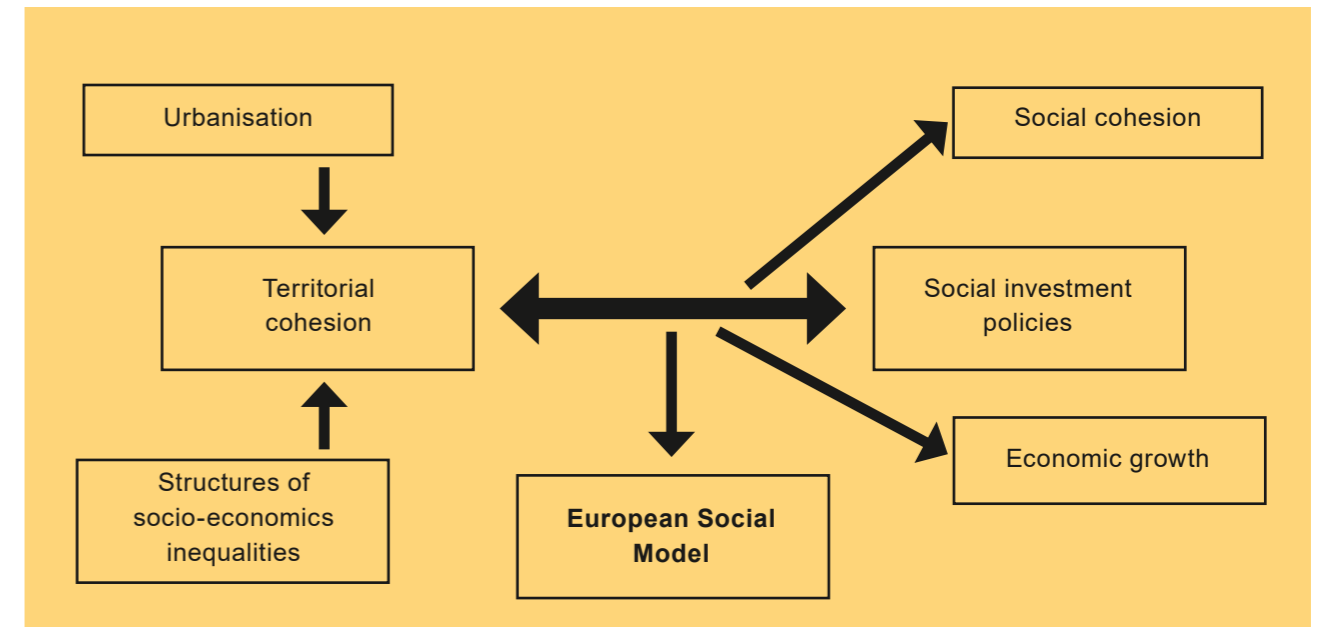 Urbanisation
Social cohesion
Territorial
cohesion
Social investment
policies
Structures of
socio-economics
inequalities
European Social
Model
Economic growth